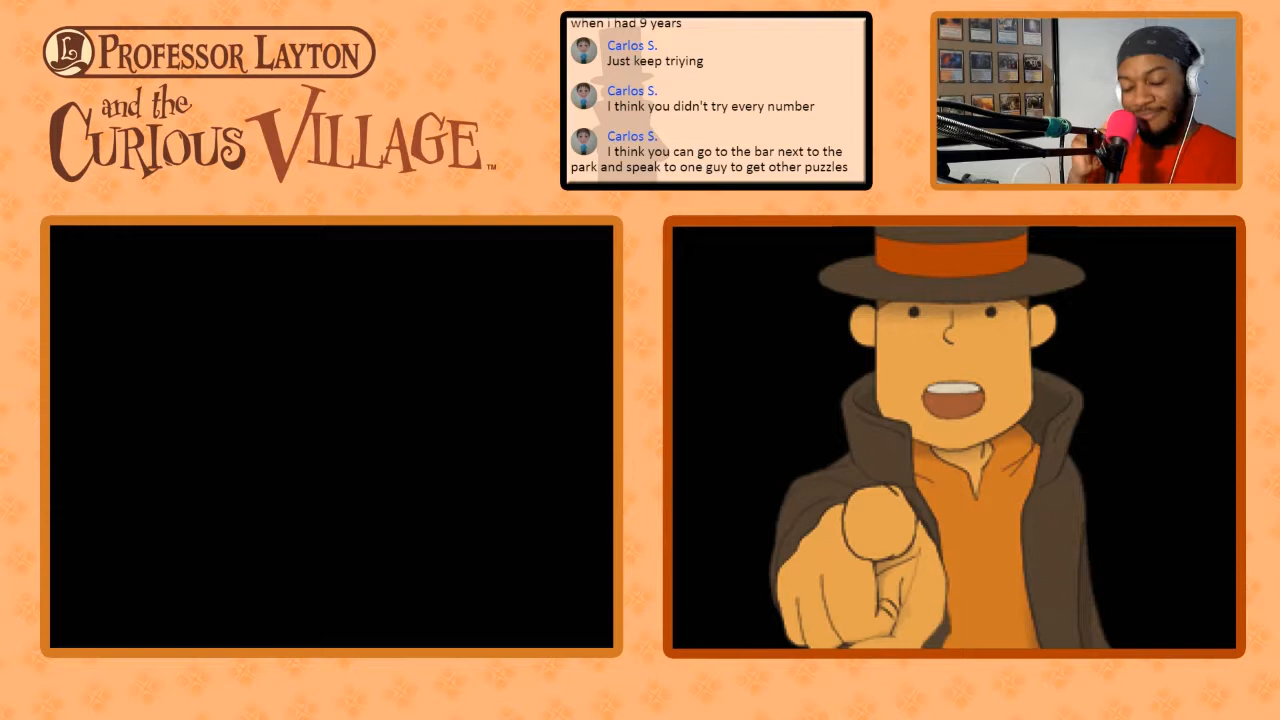 PROFESSOR LAYTON
and the
CURIOUS VILLAGE™
when i had 9 years
Carlos S.
Just keep triying
Carlos S.
I think you didn't try every number
Carlos S.
I think you can go to the bar next to the
park and speak to one guy to get other puzzles